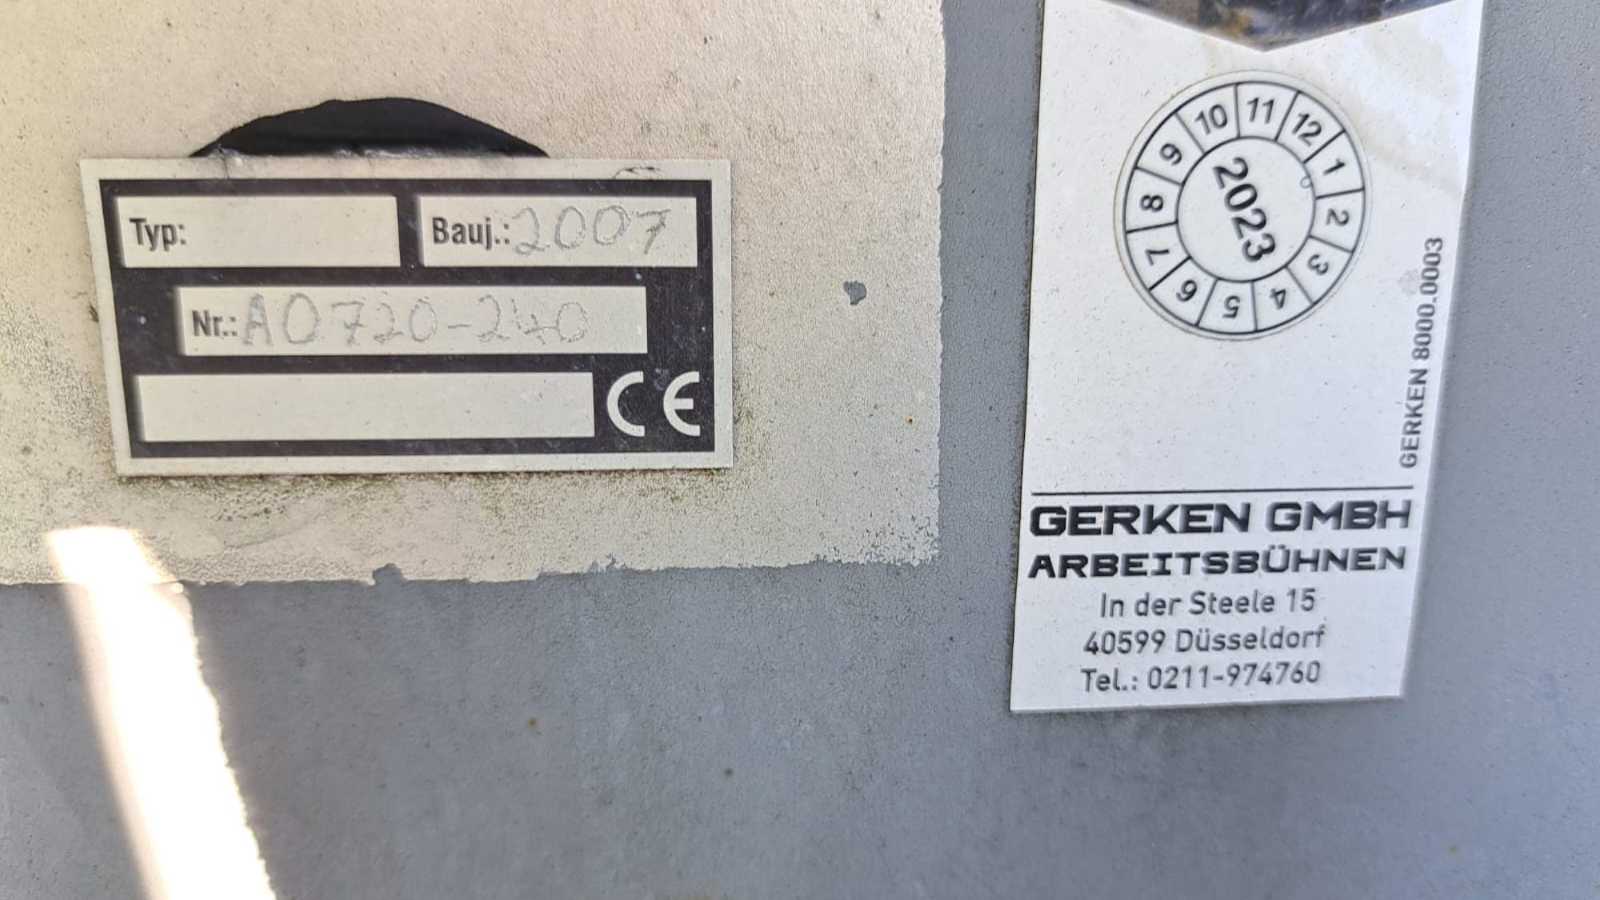 Typ:
Bauj.: 2007
Nr.: A0720-240
CE
10 11 12 1 2 3 4 5 6 7 8 9
2023
GERKEN 8000.0003
GERKEN GMBH
ARBEITSBÜHNEN
In der Steele 15
40599 Düsseldorf
Tel.: 0211-974760